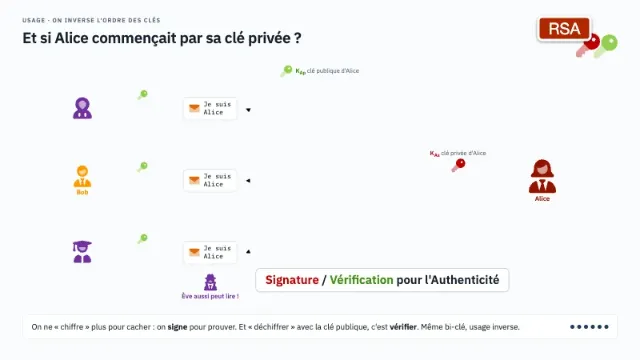 USAGE · ON INVERSE L'ORDRE DES CLÉS
Et si Alice commençait par sa clé privée ?
RSA
KAp clé publique d'Alice
Je suis
Alice
KAs clé privée d'Alice
Je suis
Alice
Bob
Alice
Je suis
Alice
Signature / Vérification pour l'Authenticité
Ève aussi peut lire !
On ne « chiffre » plus pour cacher : on signe pour prouver. Et « déchiffrer » avec la clé publique, c'est vérifier. Même bi-clé, usage inverse.